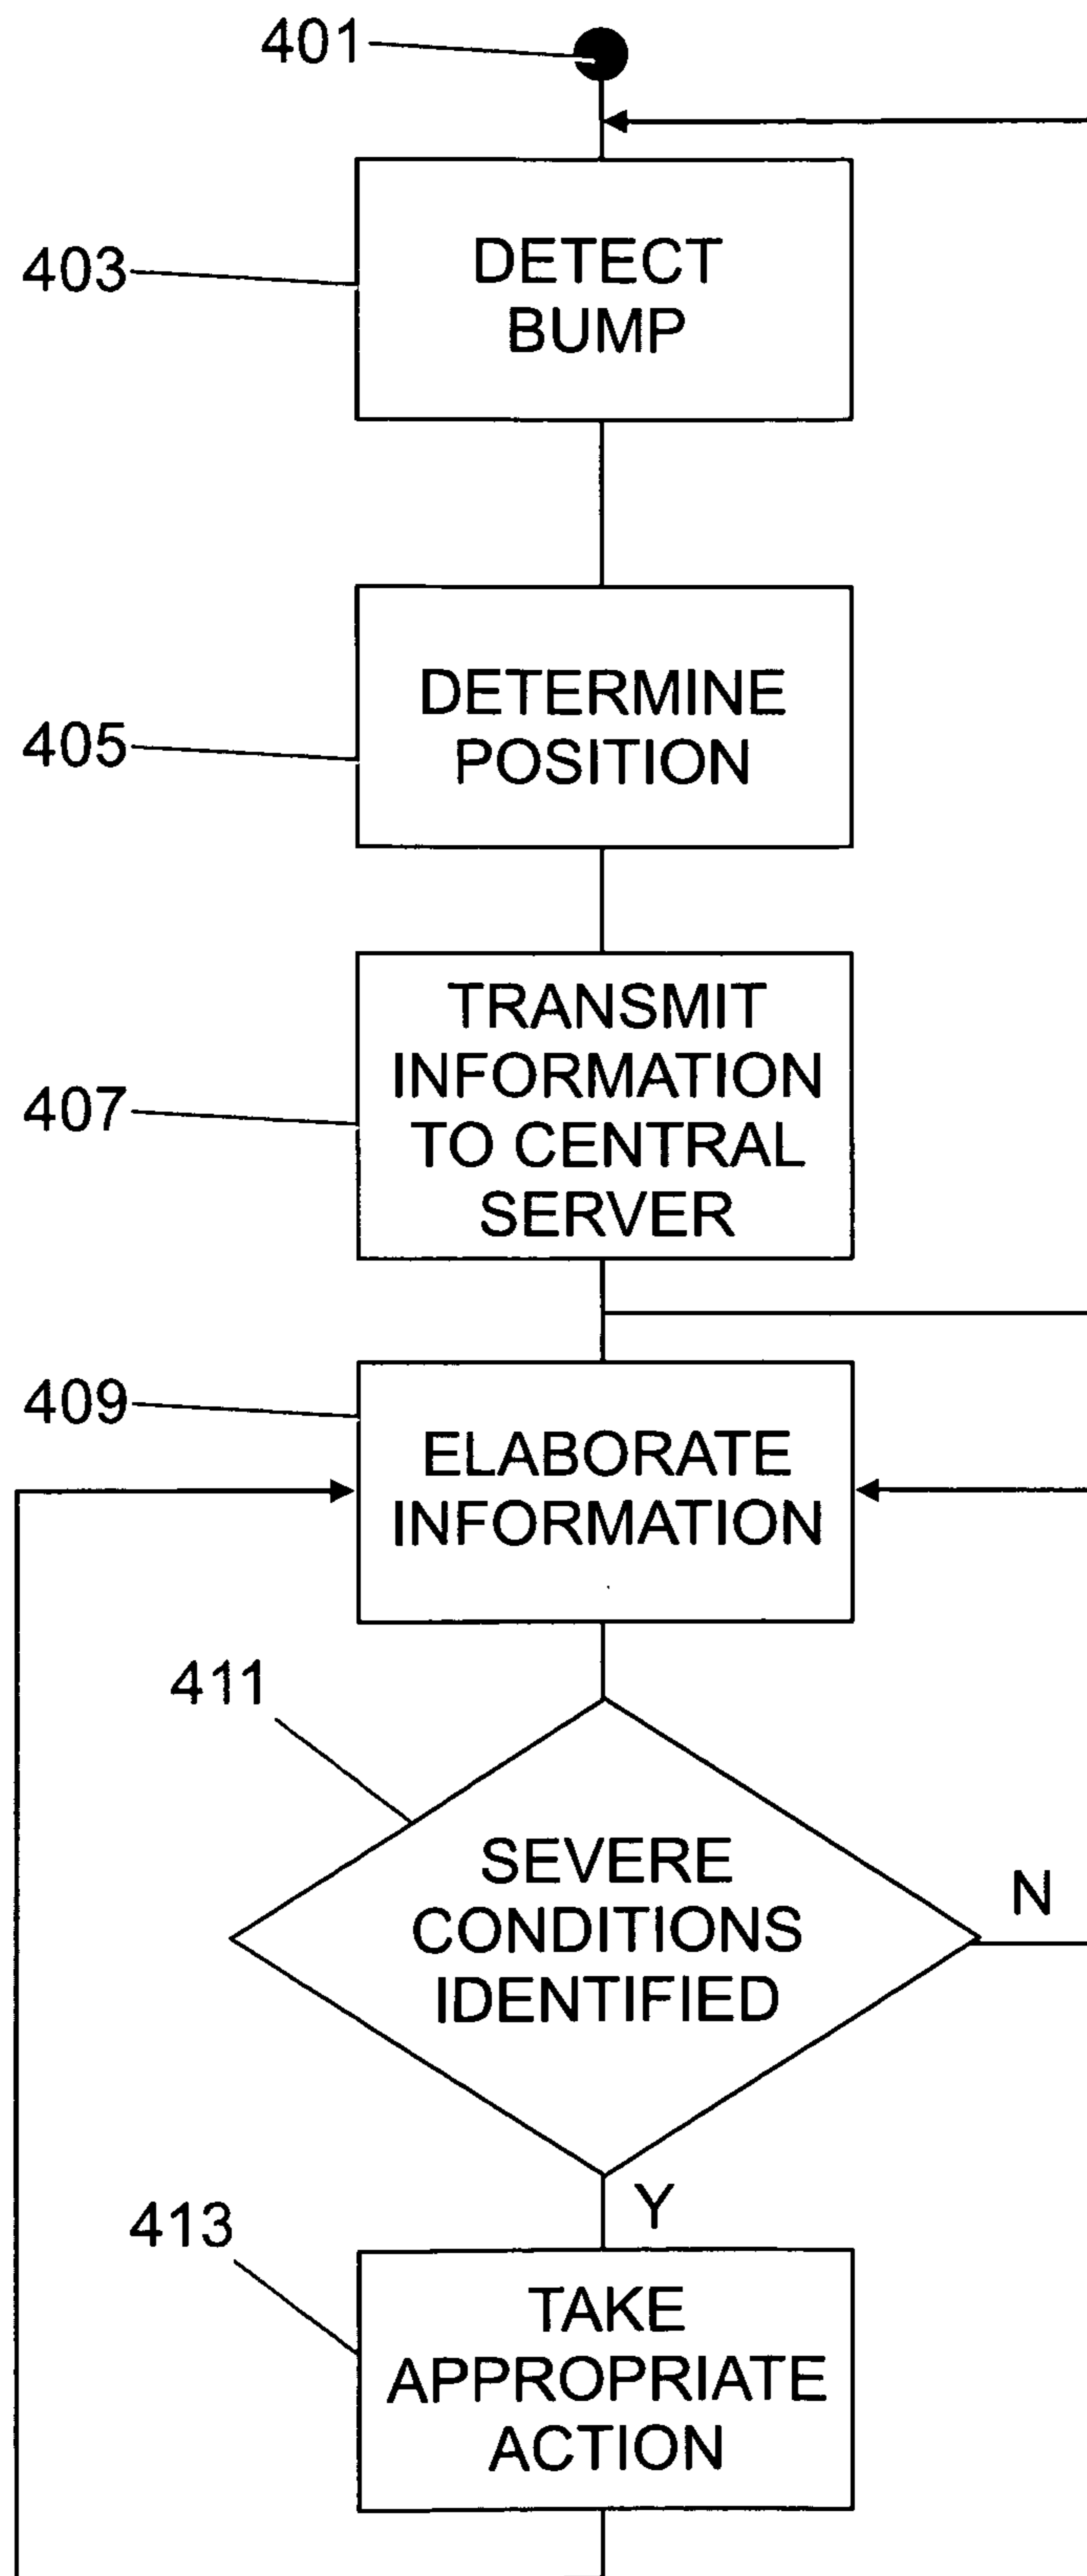 401
403
DETECT
BUMP
405
DETERMINE
POSITION
407
TRANSMIT
INFORMATION
TO CENTRAL
SERVER
409
ELABORATE
INFORMATION
411
SEVERE
CONDITIONS
IDENTIFIED
N
Y
413
TAKE
APPROPRIATE
ACTION